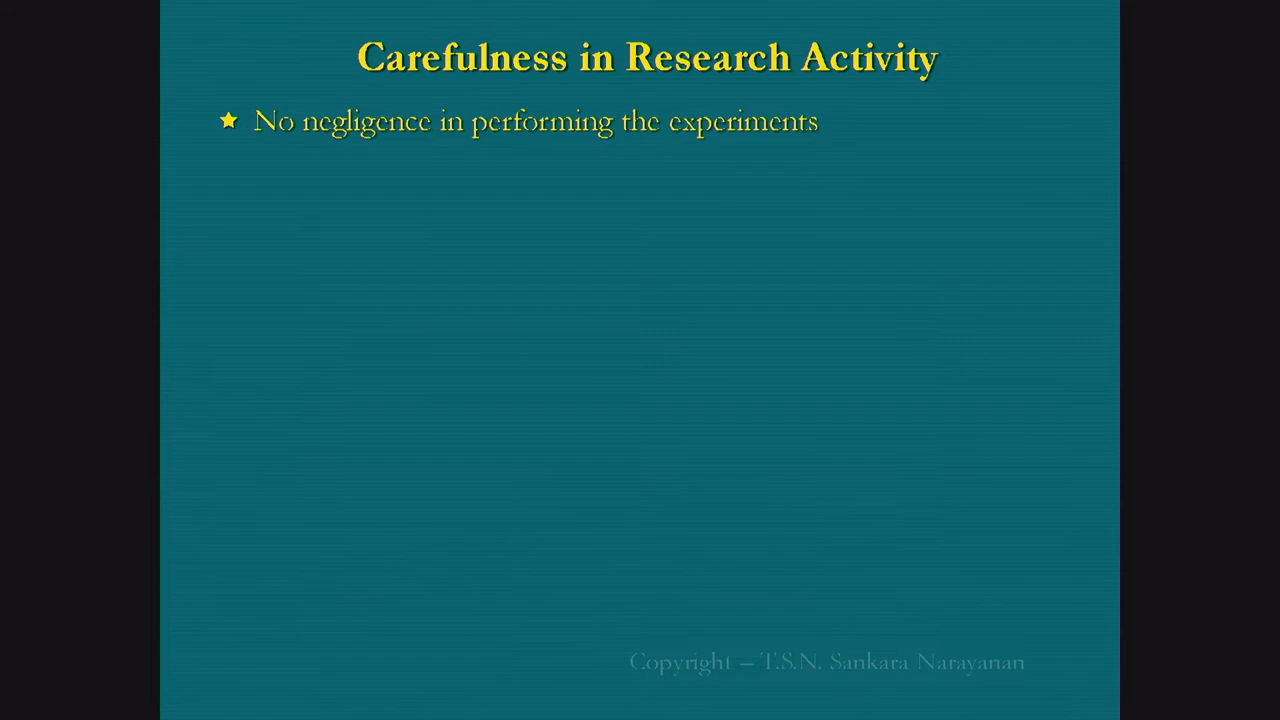 Carefulness in Research Activity
No negligence in performing the experiments
Copyright – T.S.N. Sankara Narayanan